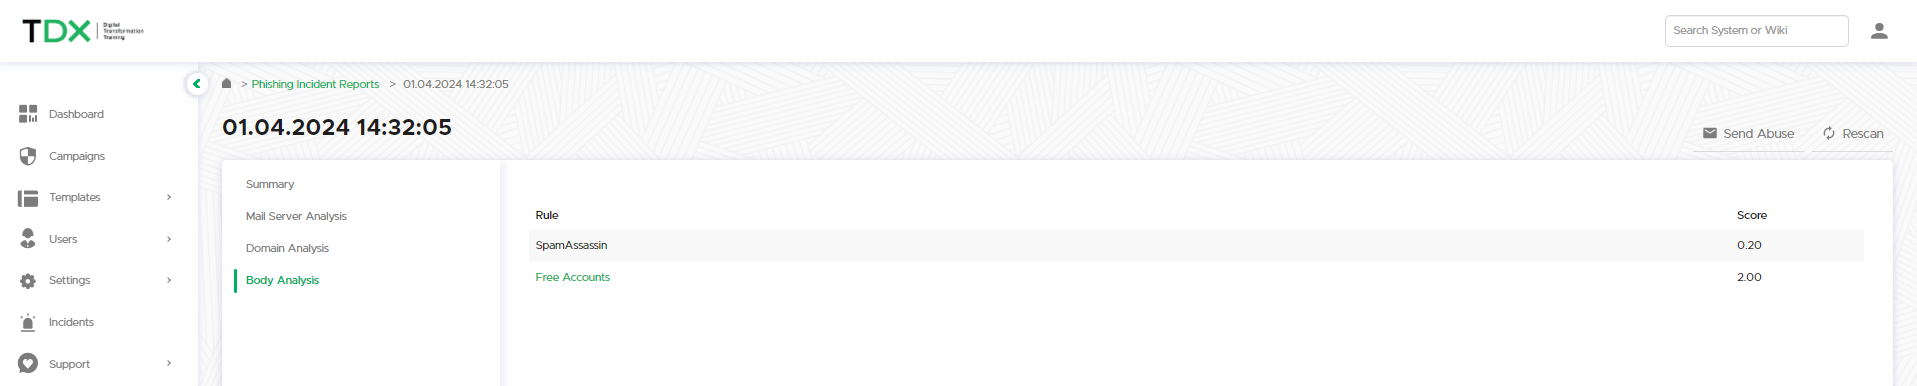 TDX
Digital
Transformation
Training
Search System or Wiki
> Phishing Incident Reports > 01.04.2024 14:32:05
01.04.2024 14:32:05
Send Abuse
Rescan
Dashboard
Campaigns
Templates
Users
Settings
Incidents
Support
Summary
Mail Server Analysis
Domain Analysis
Body Analysis
Rule Score
SpamAssassin 0.20
Free Accounts 2.00